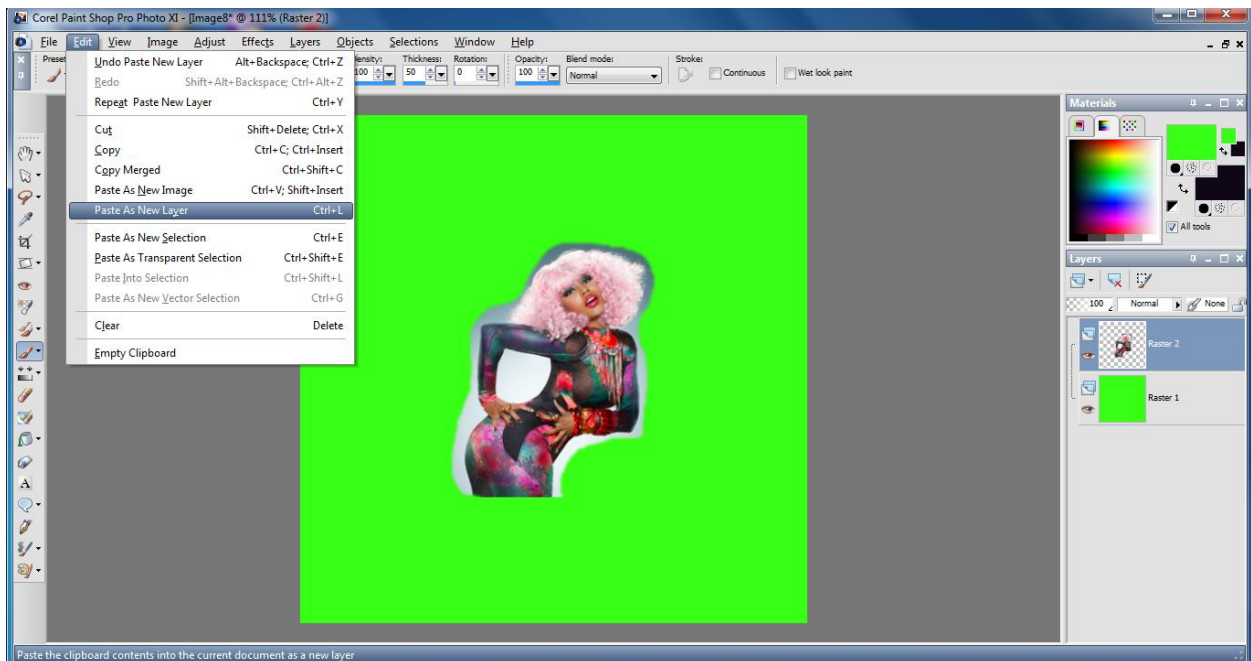 Corel Paint Shop Pro Photo XI - [Image8* @ 111% (Raster 2)]
File Edit View Image Adjust Effects Layers Objects Selections Window Help
Thickness: Rotation: Opacity: Blend mode: Stroke:
100 50 0 100 Normal Continuous Wet look paint
Undo Paste New Layer Alt+Backspace; Ctrl+Z
Redo Shift+Alt+Backspace; Ctrl+Alt+Z
Repeat Paste New Layer Ctrl+Y
Cut Shift+Delete; Ctrl+X
Copy Ctrl+C; Ctrl+Insert
Copy Merged Ctrl+Shift+C
Paste As New Image Ctrl+V; Shift+Insert
Paste As New Layer Ctrl+L
Paste As New Selection Ctrl+E
Paste As Transparent Selection Ctrl+Shift+E
Paste Into Selection Ctrl+Shift+L
Paste As New Vector Selection Ctrl+G
Clear Delete
Empty Clipboard
Materials
All tools
Layers
100 Normal None
Raster 2
Raster 1
Paste the clipboard contents into the current document as a new layer